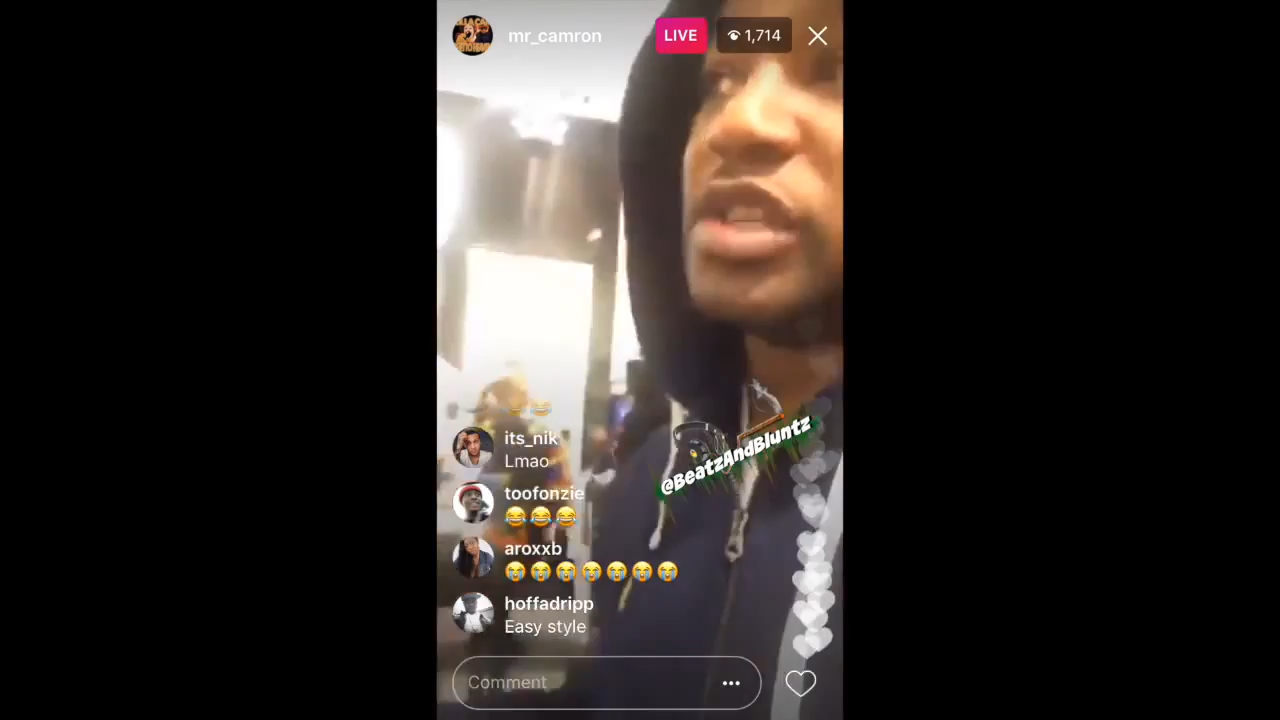 mr_camron
LIVE
1,714
its_nik
Lmao
toofonzie
😂😂😂
aroxxb
😭😭😭😭😭😭😭
hoffadripp
Easy style
@BeatzAndBluntz
Comment